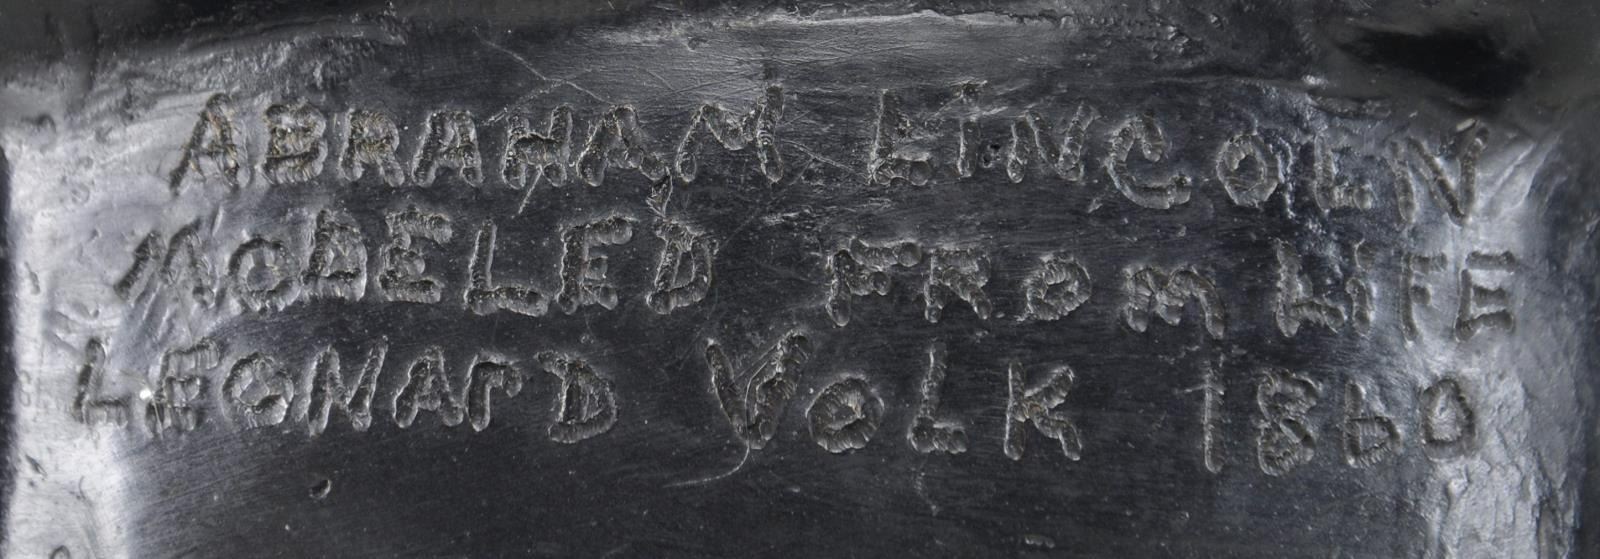 ABRAHAM LINCOLN
MODELED FROM LIFE
LEONARD VOLK 1860